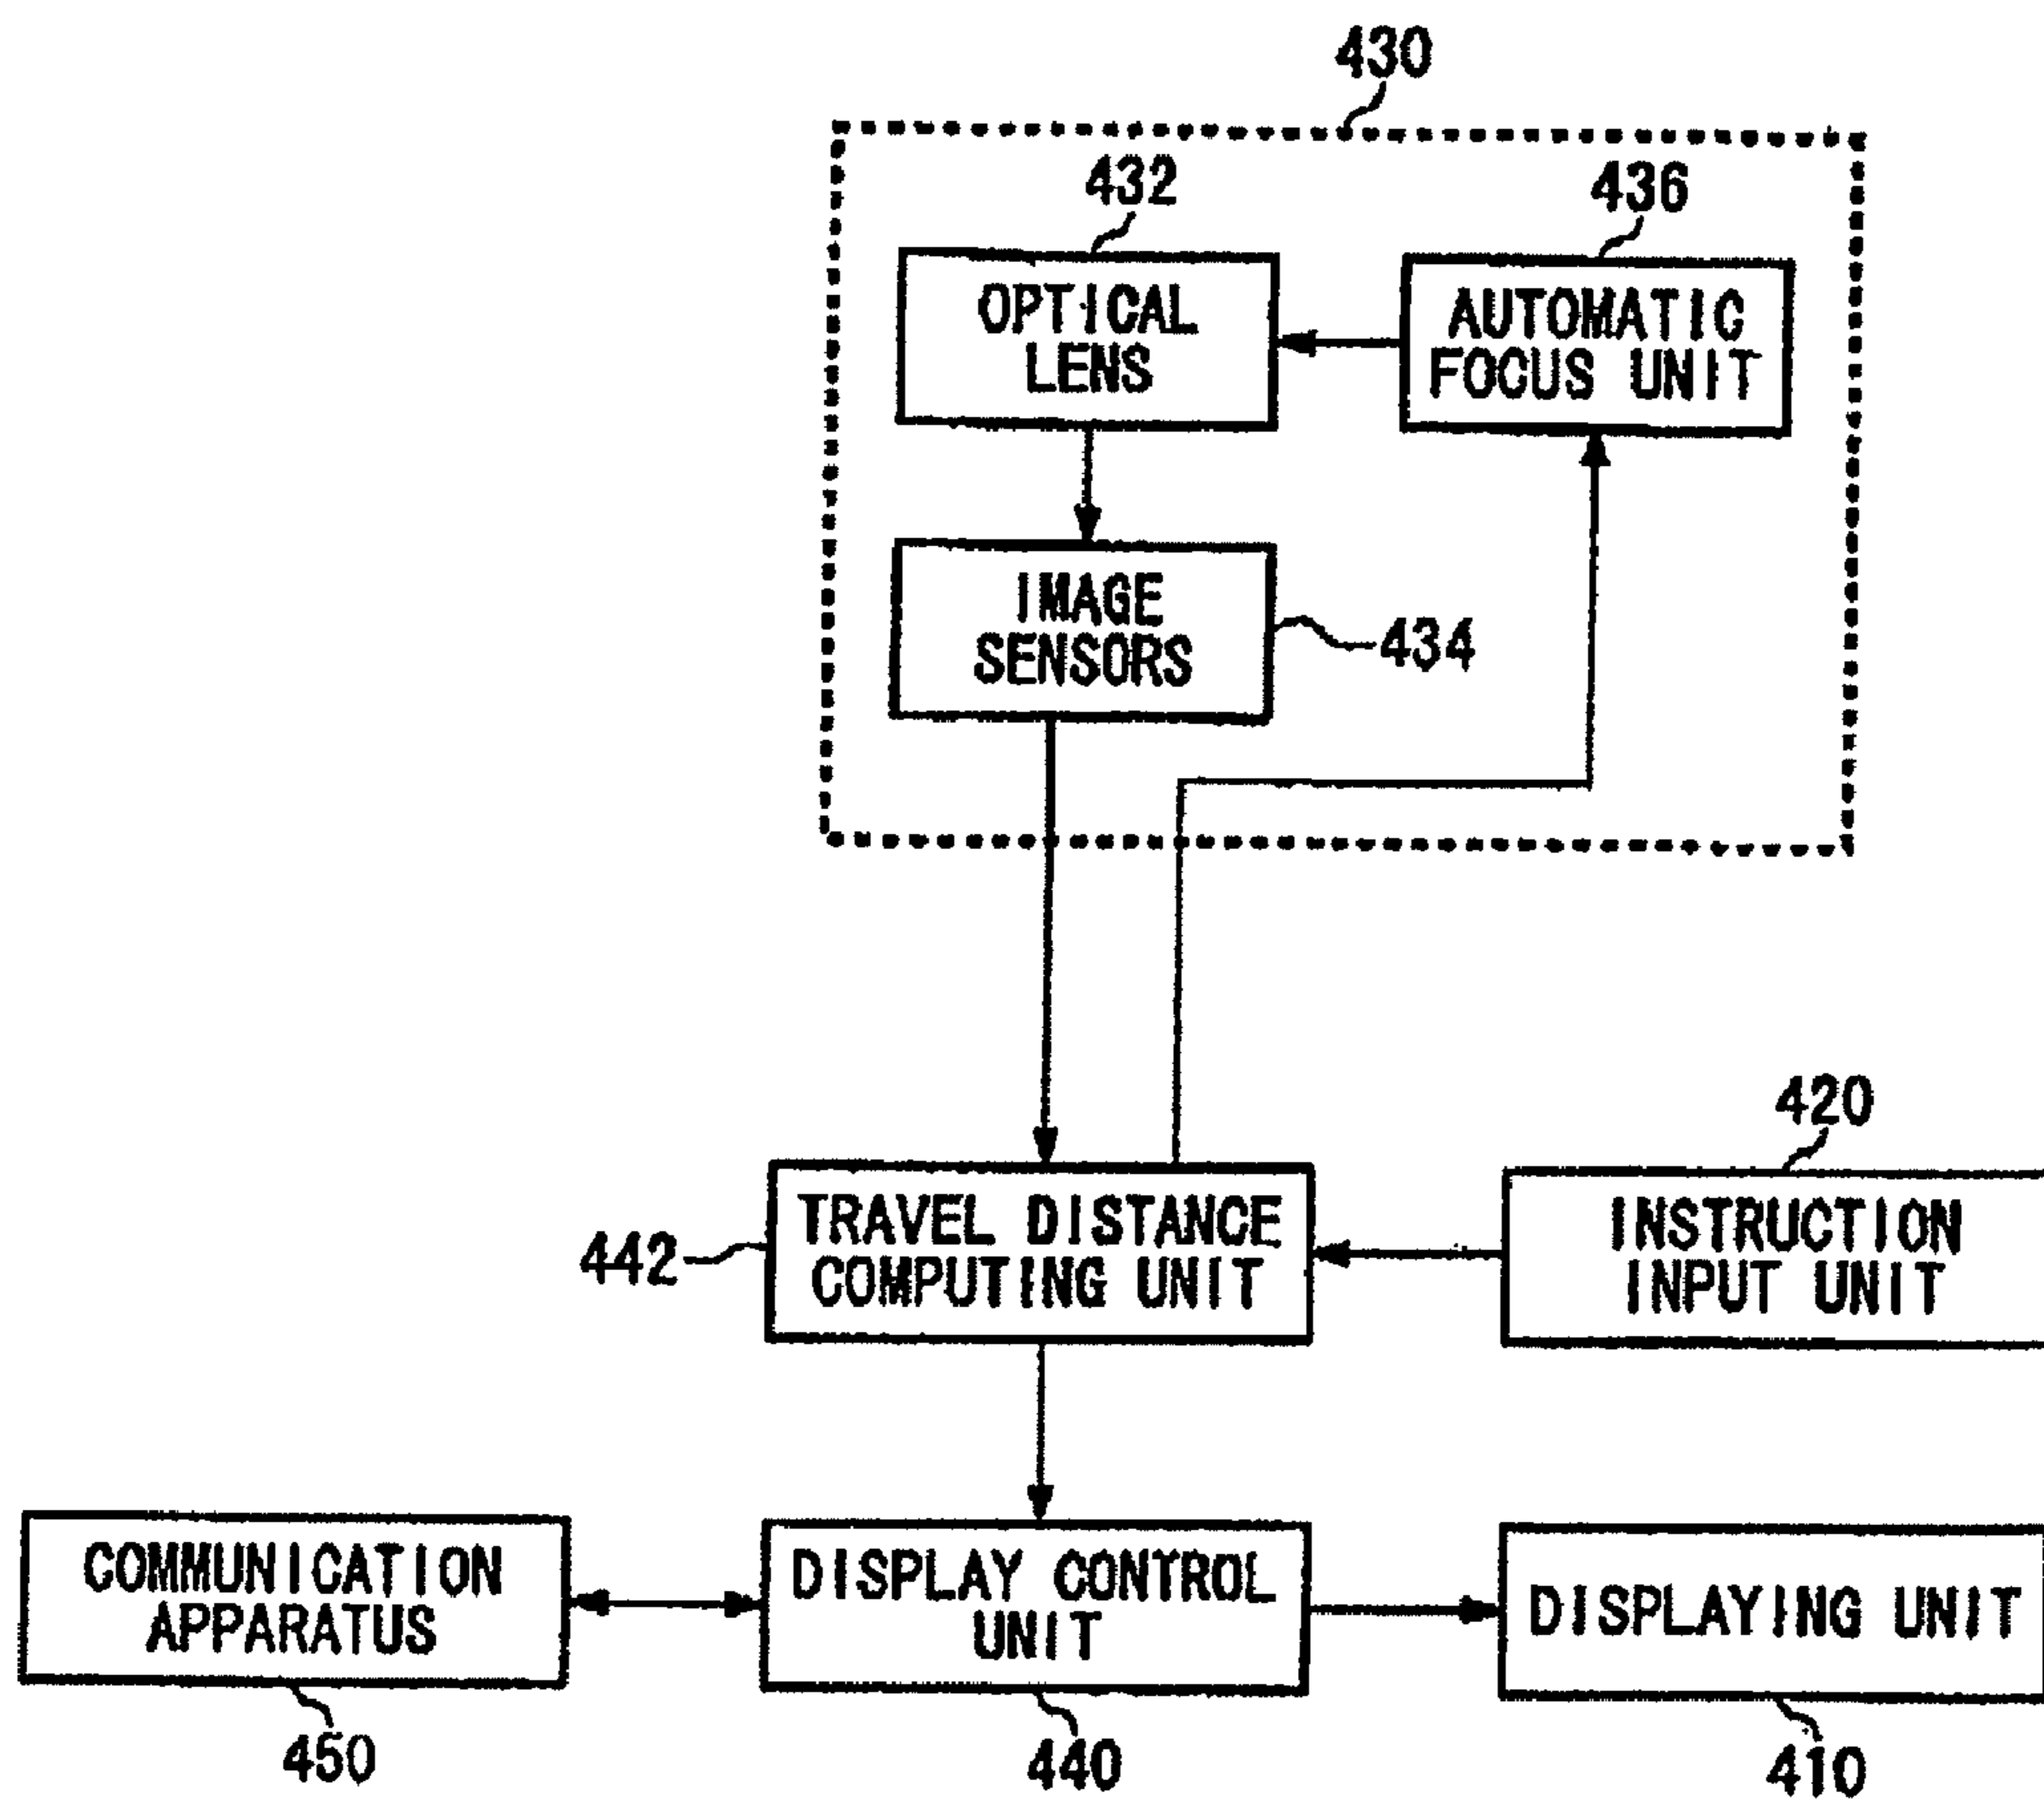 430
432
436
OPTICAL
LENS
AUTOMATIC
FOCUS UNIT
IMAGE
SENSORS
434
420
442
TRAVEL DISTANCE
COMPUTING UNIT
INSTRUCTION
INPUT UNIT
COMMUNICATION
APPARATUS
DISPLAY CONTROL
UNIT
DISPLAYING UNIT
450
440
410